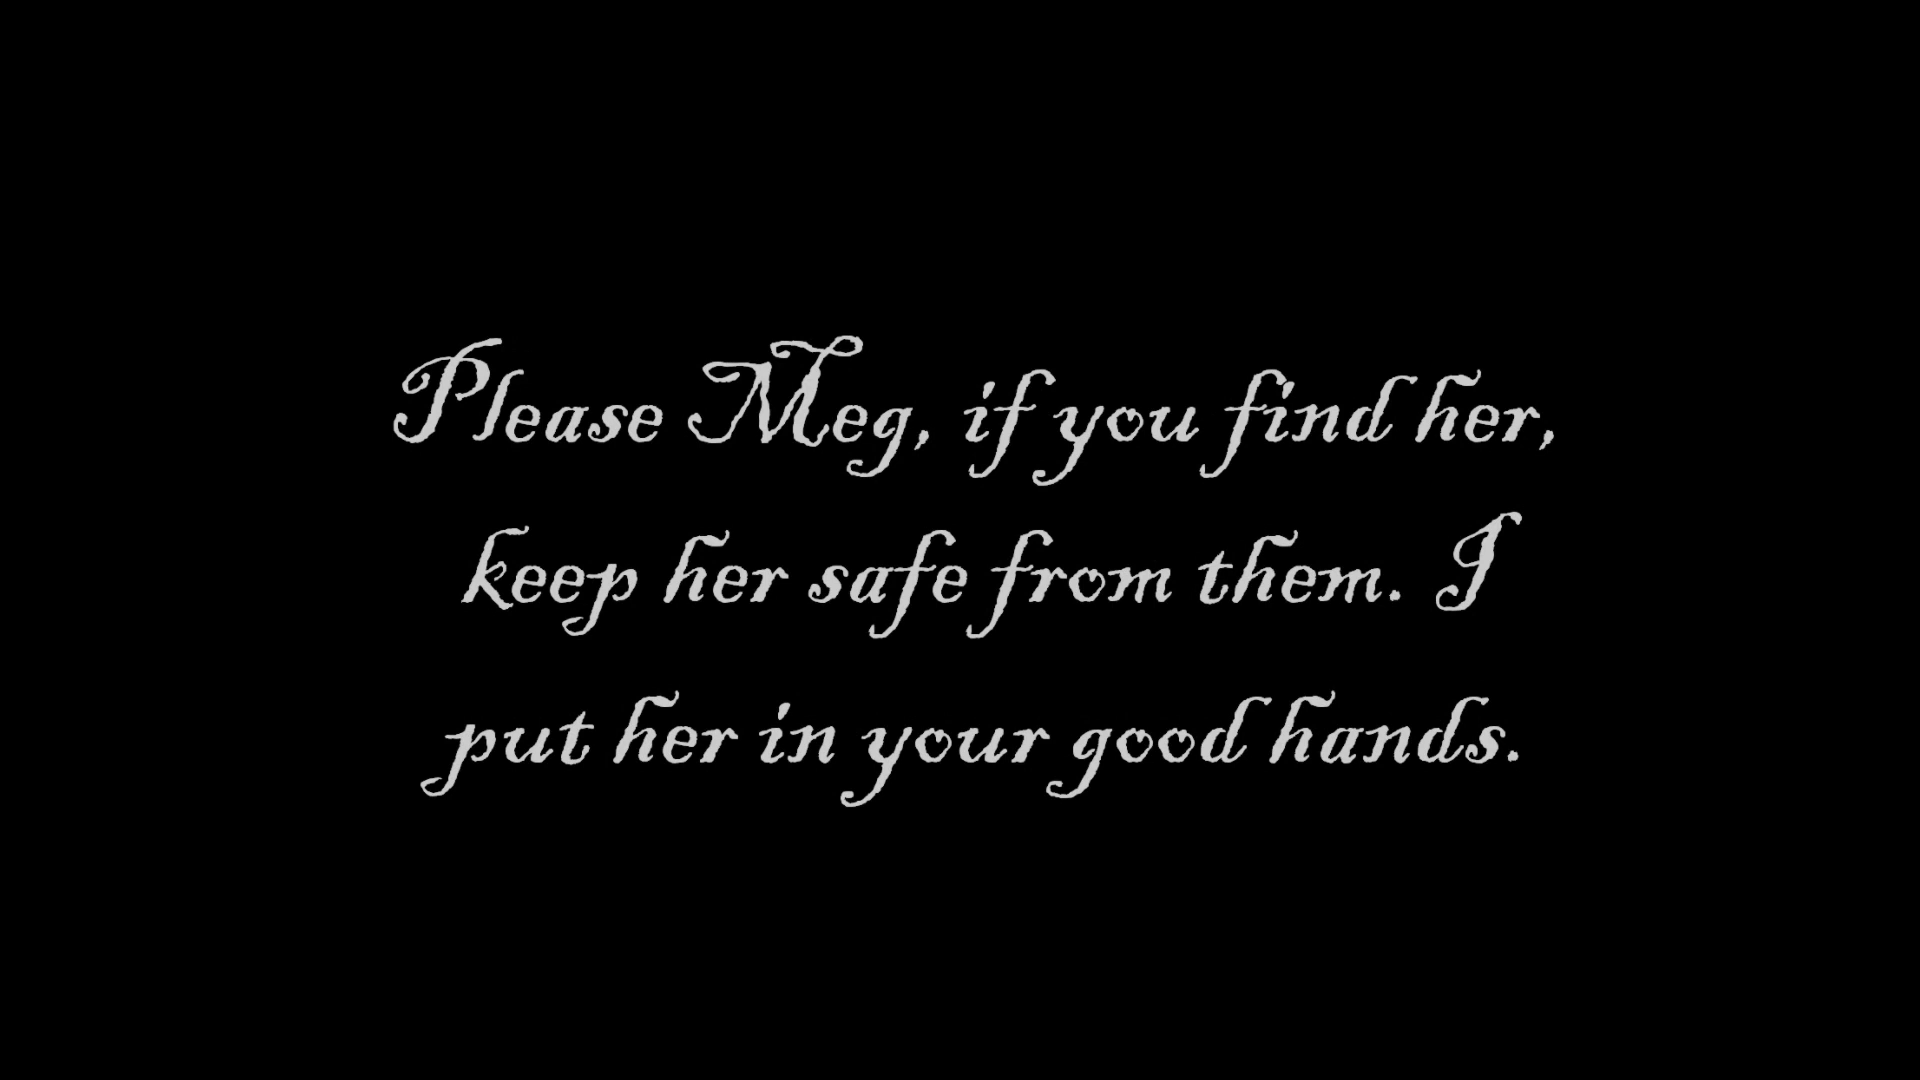 Please Meg, if you find her,
keep her safe from them. I
put her in your good hands.